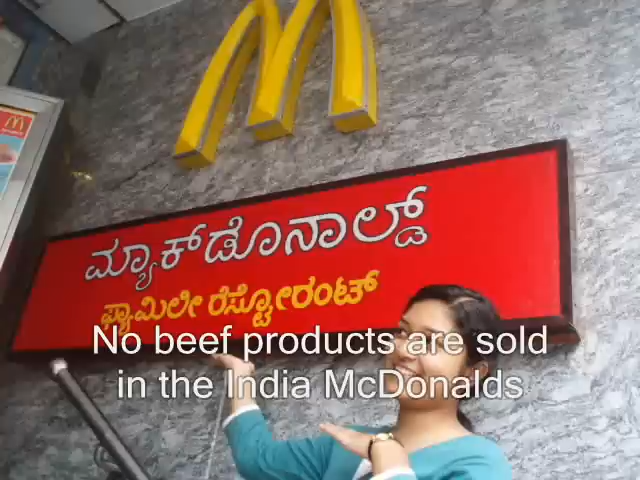 ಮ್ಯಾಕ್‌ಡೊನಾಲ್ಡ್
ಫ್ಯಾಮಿಲೀ ರೆಸ್ಟೋರಂಟ್
No beef products are sold
in the India McDonalds